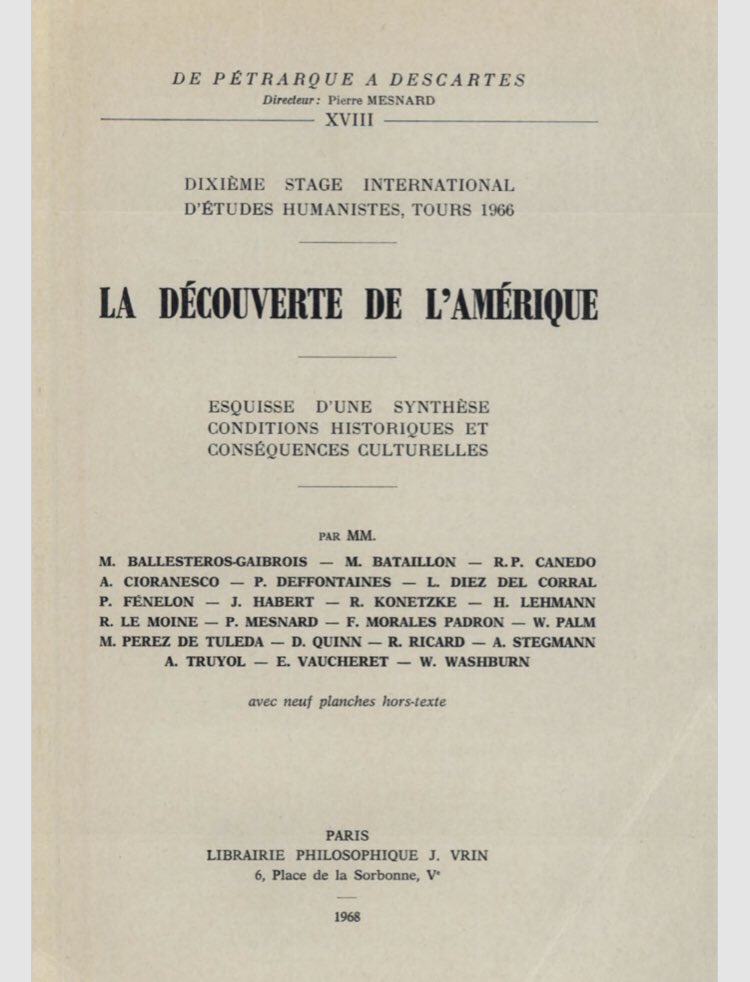 DE PÉTRARQUE A DESCARTES
Directeur : Pierre MESNARD
XVIII
DIXIÈME STAGE INTERNATIONAL
D'ÉTUDES HUMANISTES, TOURS 1966
LA DÉCOUVERTE DE L'AMÉRIQUE
ESQUISSE D'UNE SYNTHÈSE
CONDITIONS HISTORIQUES ET
CONSÉQUENCES CULTURELLES
PAR MM.
M. BALLESTEROS-GAIBROIS — M. BATAILLON — R.P. CANEDO
A. CIORANESCO — P. DEFFONTAINES — L. DIEZ DEL CORRAL
P. FÉNELON — J. HABERT — R. KONETZKE — H. LEHMANN
R. LE MOINE — P. MESNARD — F. MORALES PADRON — W. PALM
M. PEREZ DE TULEDA — D. QUINN — R. RICARD — A. STEGMANN
A. TRUYOL — E. VAUCHERET — W. WASHBURN
avec neuf planches hors-texte
PARIS
LIBRAIRIE PHILOSOPHIQUE J. VRIN
6, Place de la Sorbonne, Vᵉ
1968